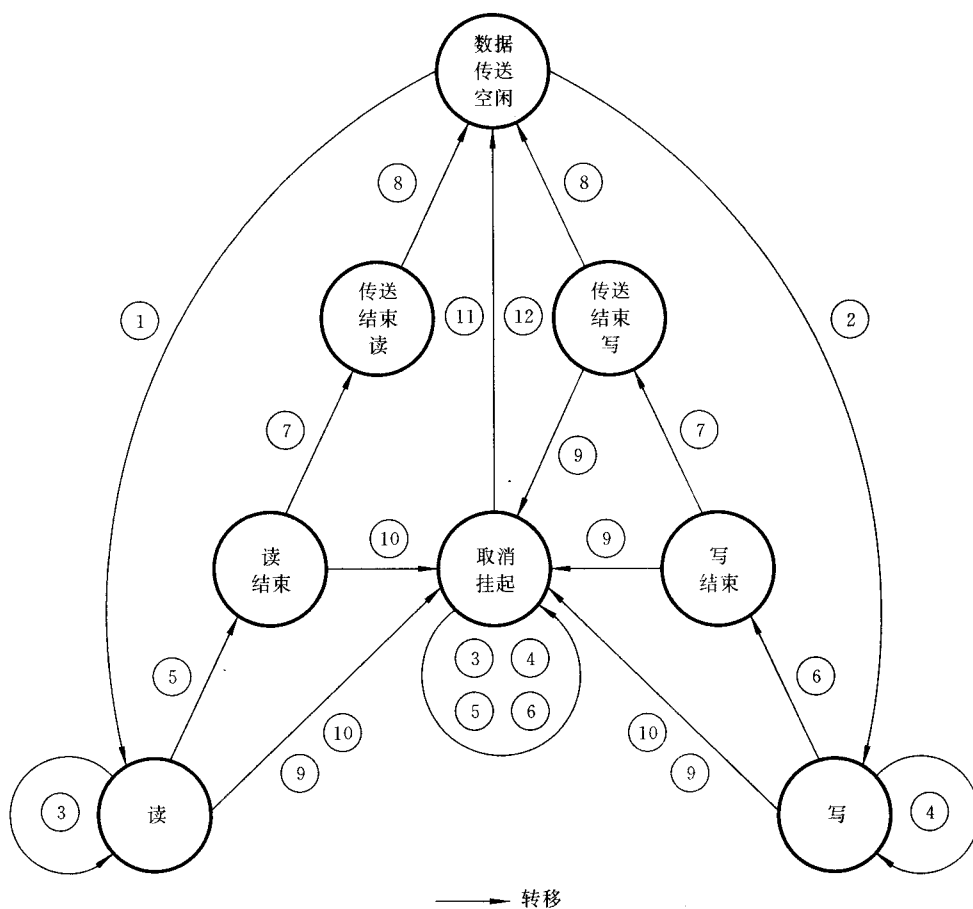 数据
传送
空闲
⑧
⑧
①
传送
结束
读
⑪
⑫
传送
结束
写
②
⑦
⑨
⑦
读
结束
⑩
取消
挂起
⑨
写
结束
⑤
③ ④
⑤ ⑥
⑥
⑩
⑨
⑩
⑨
③
读
写
④
转移